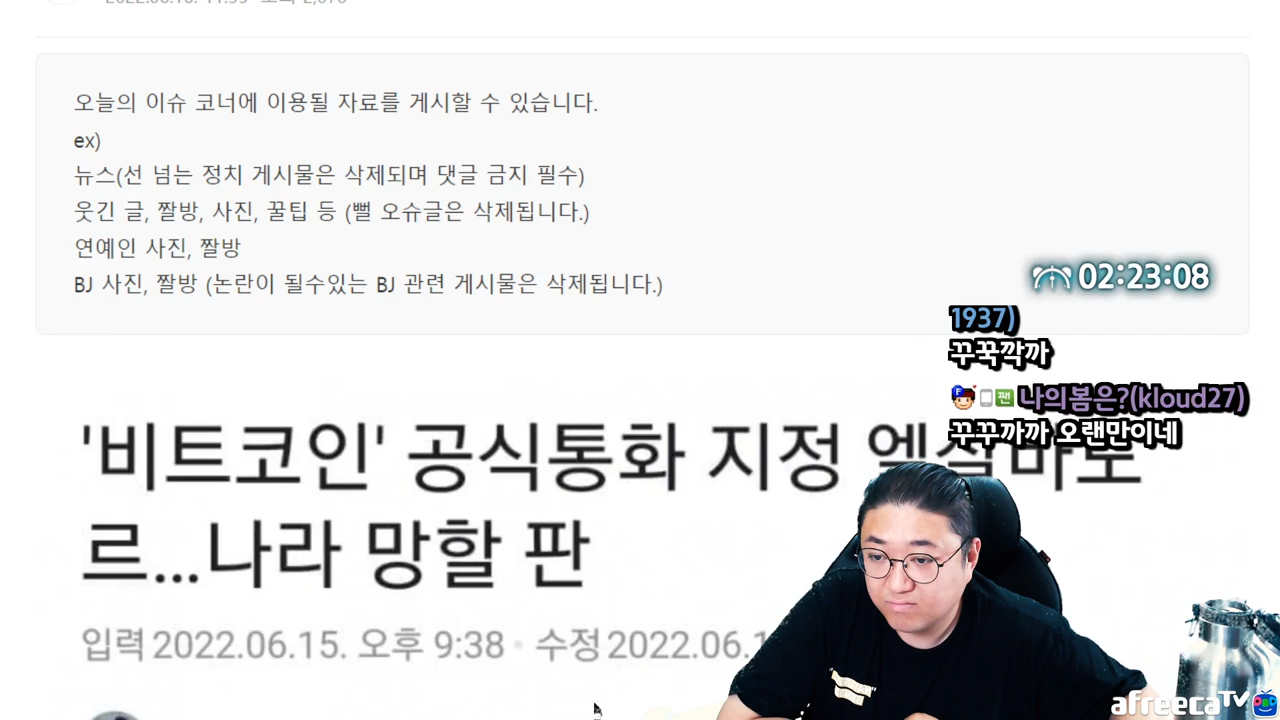 오늘의 이슈 코너에 이용될 자료를 게시할 수 있습니다.
ex)
뉴스(선 넘는 정치 게시물은 삭제되며 댓글 금지 필수)
웃긴 글, 짤방, 사진, 꿀팁 등 (뻘 오슈글은 삭제됩니다.)
연예인 사진, 짤방
BJ 사진, 짤방 (논란이 될수있는 BJ 관련 게시물은 삭제됩니다.)
02:23:08
1937)
꾸꾹깍까
나의봄은?(kloud27)
꾸꾸까까 오랜만이네
'비트코인' 공식통화 지정 엘살바도
르...나라 망할 판
입력 2022.06.15. 오후 9:38 수정 2022.06.
afreecaTV